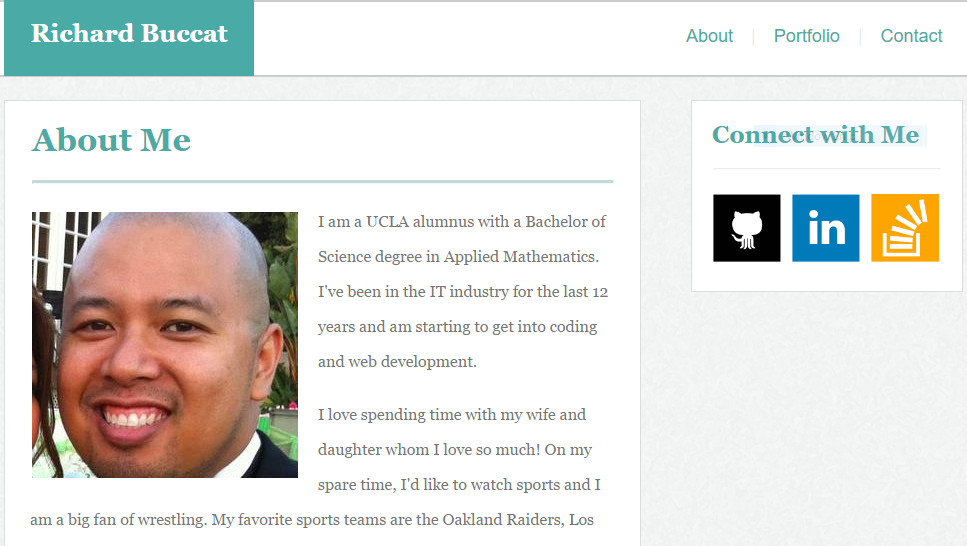 Richard Buccat
About | Portfolio | Contact
About Me
I am a UCLA alumnus with a Bachelor of
Science degree in Applied Mathematics.
I've been in the IT industry for the last 12
years and am starting to get into coding
and web development.
I love spending time with my wife and
daughter whom I love so much! On my
spare time, I'd like to watch sports and I
am a big fan of wrestling. My favorite sports teams are the Oakland Raiders, Los
Connect with Me
in